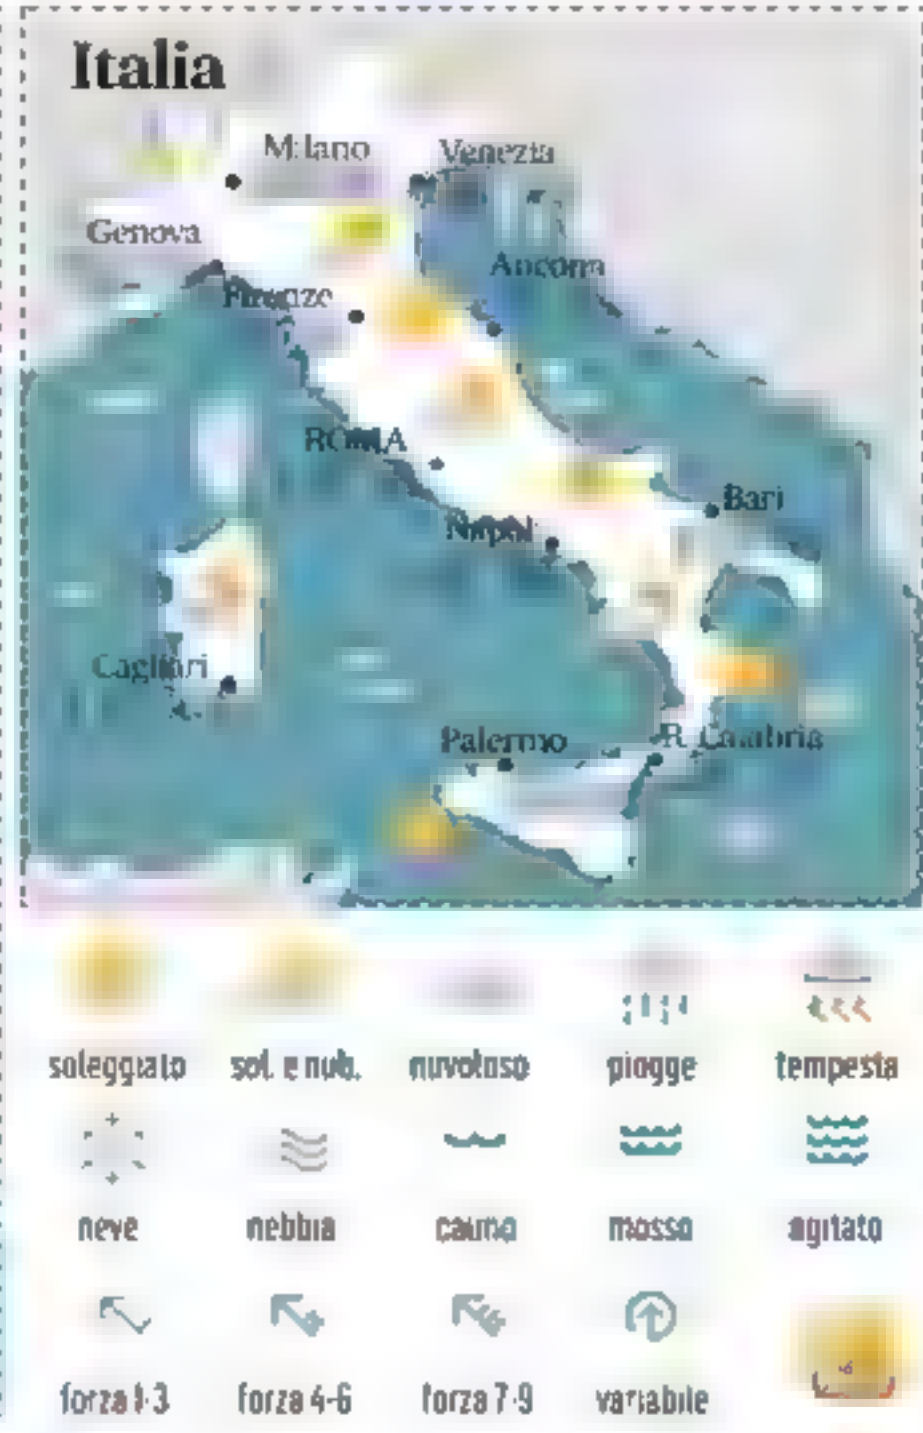 Italia
Milano
Venezia
Genova
Ancona
Firenze
ROMA
Bari
Napoli
Cagliari
Palermo
R. Calabria
soleggiato
sol. e nub.
nuvoloso
piogge
tempesta
neve
nebbia
calmo
mosso
agitato
forza 1-3
forza 4-6
forza 7-9
variabile